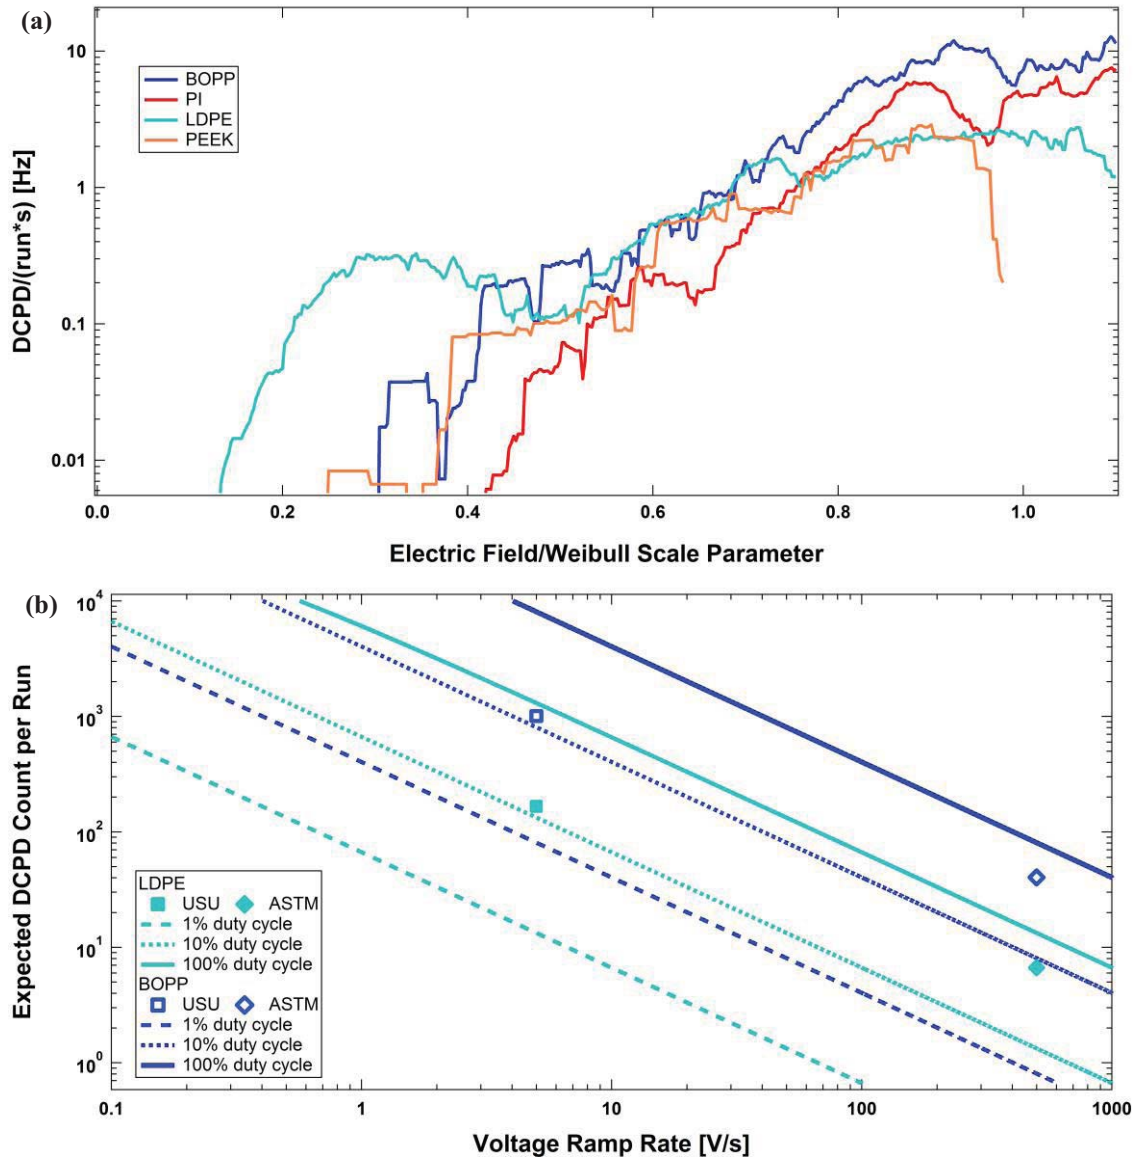 (a)
10
1
0.1
0.01
DCPD/(run*s) [Hz]
BOPP
PI
LDPE
PEEK
0.0 0.2 0.4 0.6 0.8 1.0
Electric Field/Weibull Scale Parameter
(b)
10^4
10^3
10^2
10^1
10^0
Expected DCPD Count per Run
LDPE
USU ASTM
1% duty cycle
10% duty cycle
100% duty cycle
BOPP
USU ASTM
1% duty cycle
10% duty cycle
100% duty cycle
0.1 1 10 100 1000
Voltage Ramp Rate [V/s]